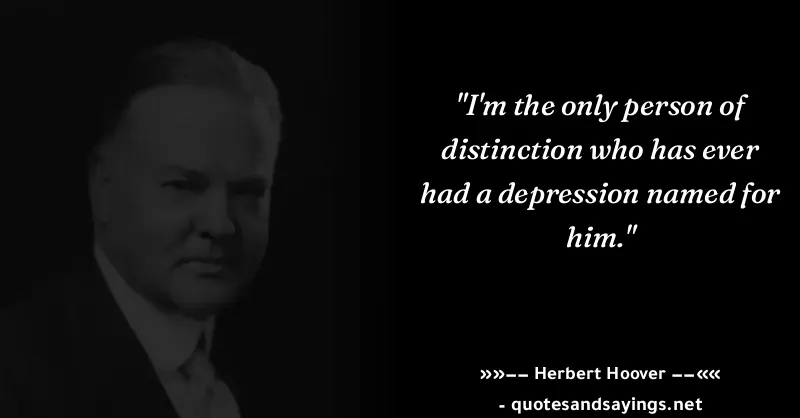 "I'm the only person of
distinction who has ever
had a depression named for
him."
»»—— Herbert Hoover ——««
- quotesandsayings.net